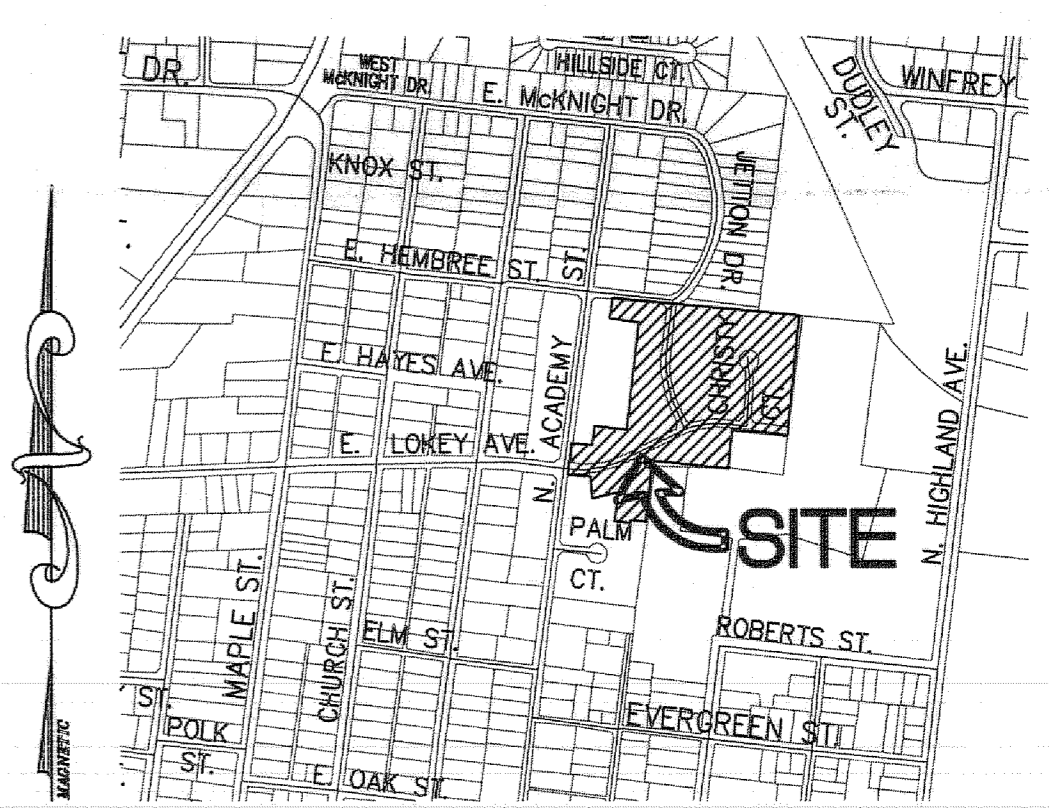 DR.
WEST
McKNIGHT DR.
HILLSIDE CT.
DUDLEY
ST.
WINFREY
E. McKNIGHT DR.
KNOX ST.
JETTON DR.
E. HEMBREE ST.
ST.
E. HAYES AVE.
N. ACADEMY
CHRISTY
CT.
E. LOKEY AVE.
N. HIGHLAND AVE.
SITE
PALM
CT.
MAPLE ST.
CHURCH ST.
ELM ST.
ROBERTS ST.
ST.
POLK
ST.
EVERGREEN ST.
E. OAK ST.
MAGNETIC